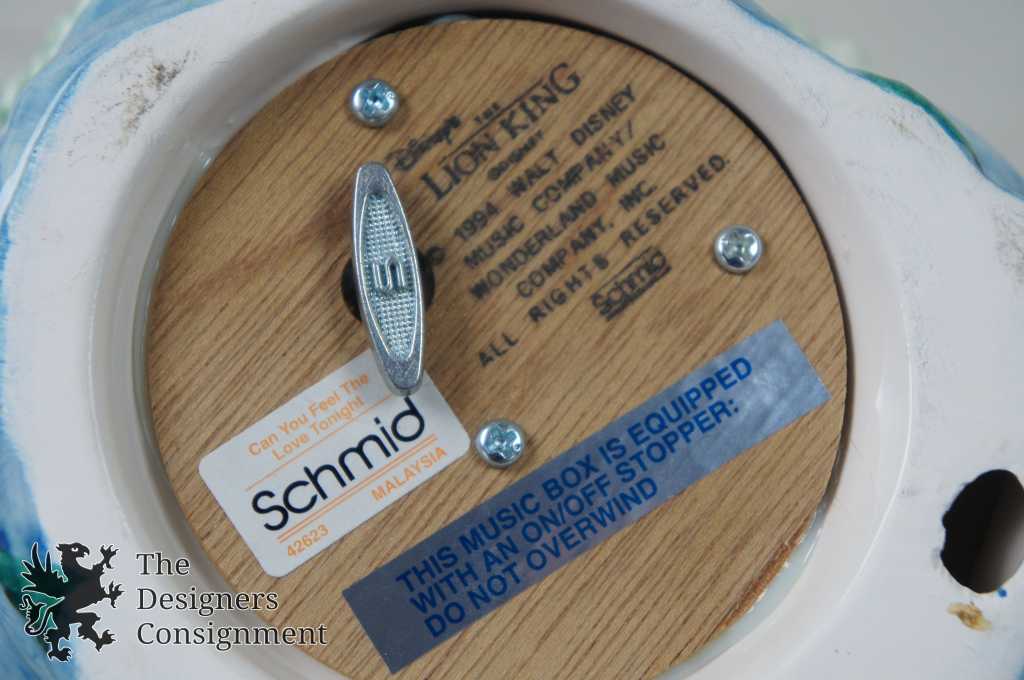 Disney's
THE
LION KING
© 1994 WALT DISNEY
MUSIC COMPANY/
WONDERLAND MUSIC
COMPANY, INC.
ALL RIGHTS RESERVED.
Schmid
S
Can You Feel The
Love Tonight
Schmid
MALAYSIA
42623
THIS MUSIC BOX IS EQUIPPED
WITH AN ON/OFF STOPPER:
DO NOT OVERWIND
The
Designers
Consignment